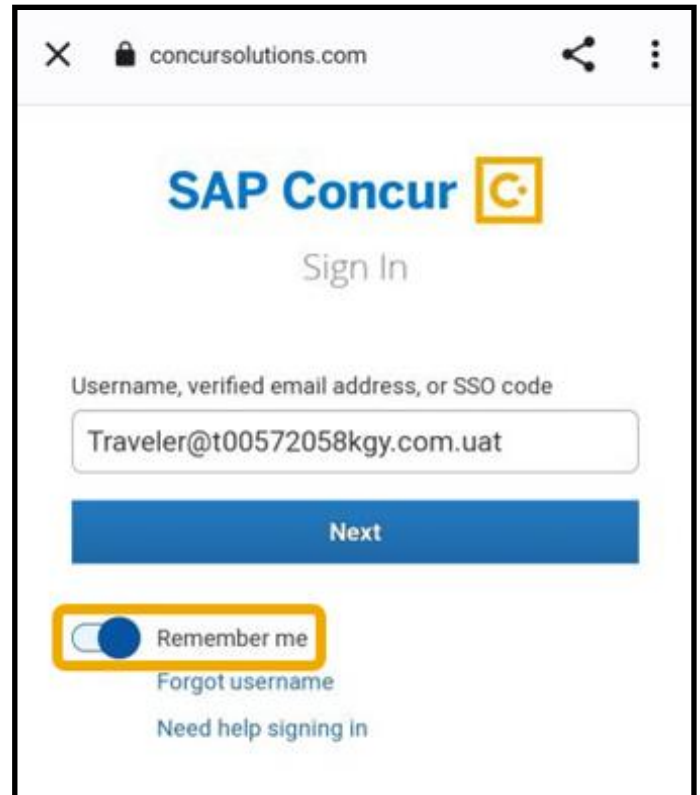 concursolutions.com
SAP Concur C
Sign In
Username, verified email address, or SSO code
Traveler@t00572058kgy.com.uat
Next
Remember me
Forgot username
Need help signing in